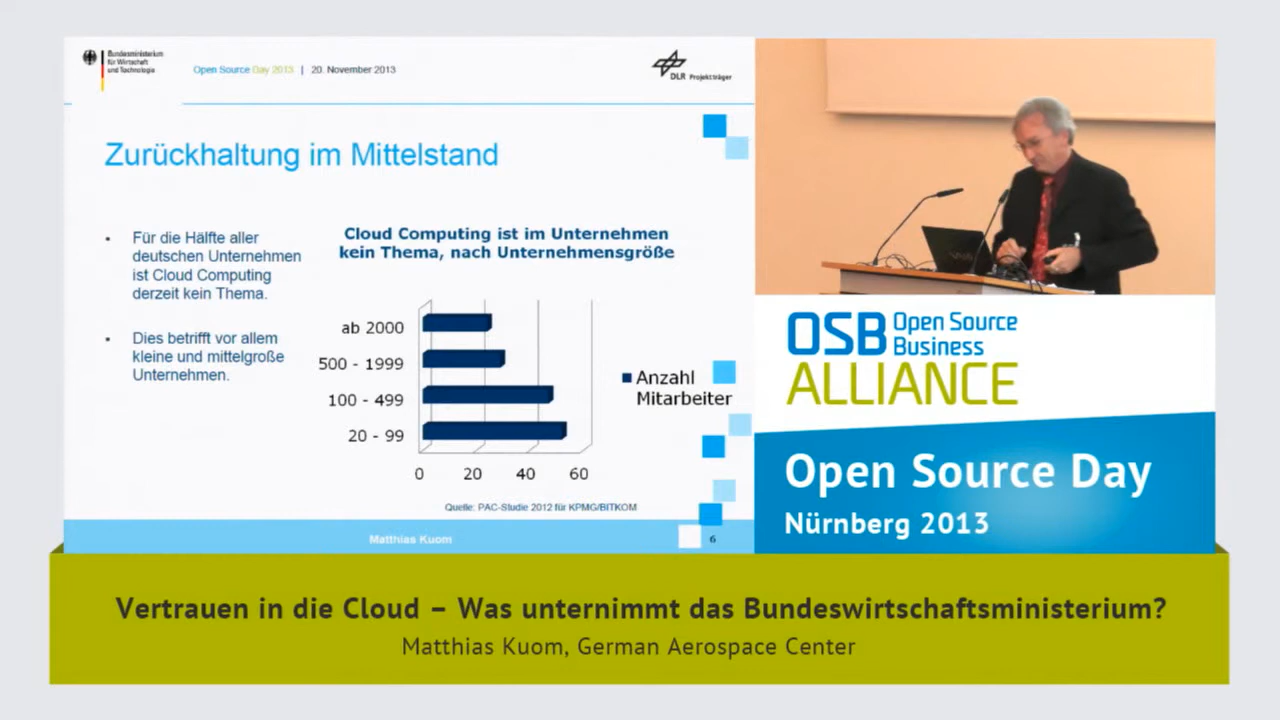 Bundesministerium
für Wirtschaft
und Technologie
Open Source Day 2013 | 20. November 2013
DLR Projektträger
Zurückhaltung im Mittelstand
▪ Für die Hälfte aller
deutschen Unternehmen
ist Cloud Computing
derzeit kein Thema.
▪ Dies betrifft vor allem
kleine und mittelgroße
Unternehmen.
Cloud Computing ist im Unternehmen
kein Thema, nach Unternehmensgröße
ab 2000
500 - 1999
100 - 499
20 - 99
0 20 40 60
Anzahl
Mitarbeiter
Quelle: PAC-Studie 2012 für KPMG/BITKOM
Matthias Kuom
6
OSB Open Source
Business
ALLIANCE
Open Source Day
Nürnberg 2013
Vertrauen in die Cloud – Was unternimmt das Bundeswirtschaftsministerium?
Matthias Kuom, German Aerospace Center